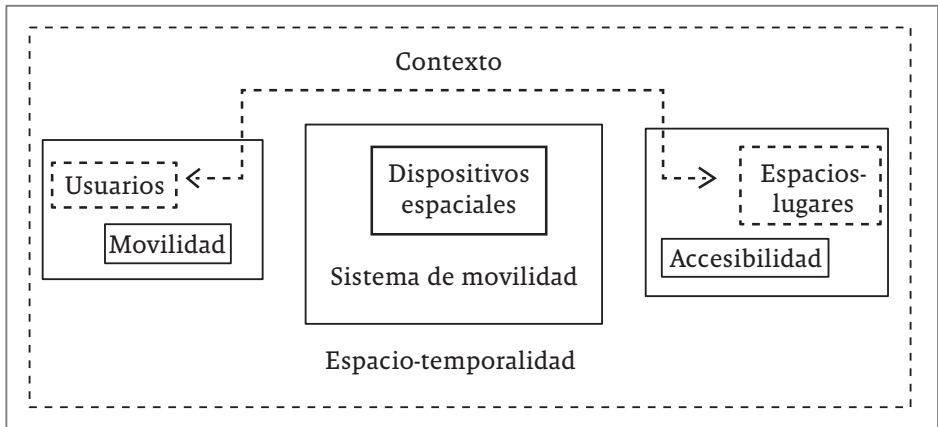 Contexto
Usuarios
Movilidad
Dispositivos
espaciales
Sistema de movilidad
Espacios-
lugares
Accesibilidad
Espacio-temporalidad